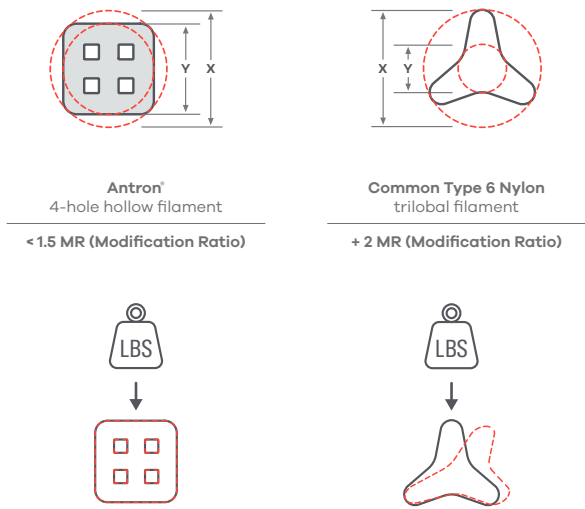 Y X
X Y
Antron®
4-hole hollow filament
< 1.5 MR (Modification Ratio)
Common Type 6 Nylon
trilobal filament
+ 2 MR (Modification Ratio)
LBS
LBS